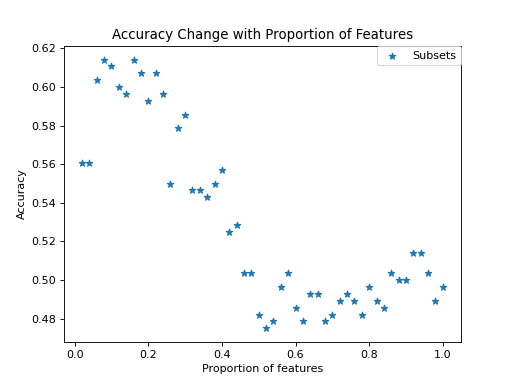 Accuracy Change with Proportion of Features
Subsets
0.62
0.60
0.58
0.56
0.54
0.52
0.50
0.48
Accuracy
0.0 0.2 0.4 0.6 0.8 1.0
Proportion of features